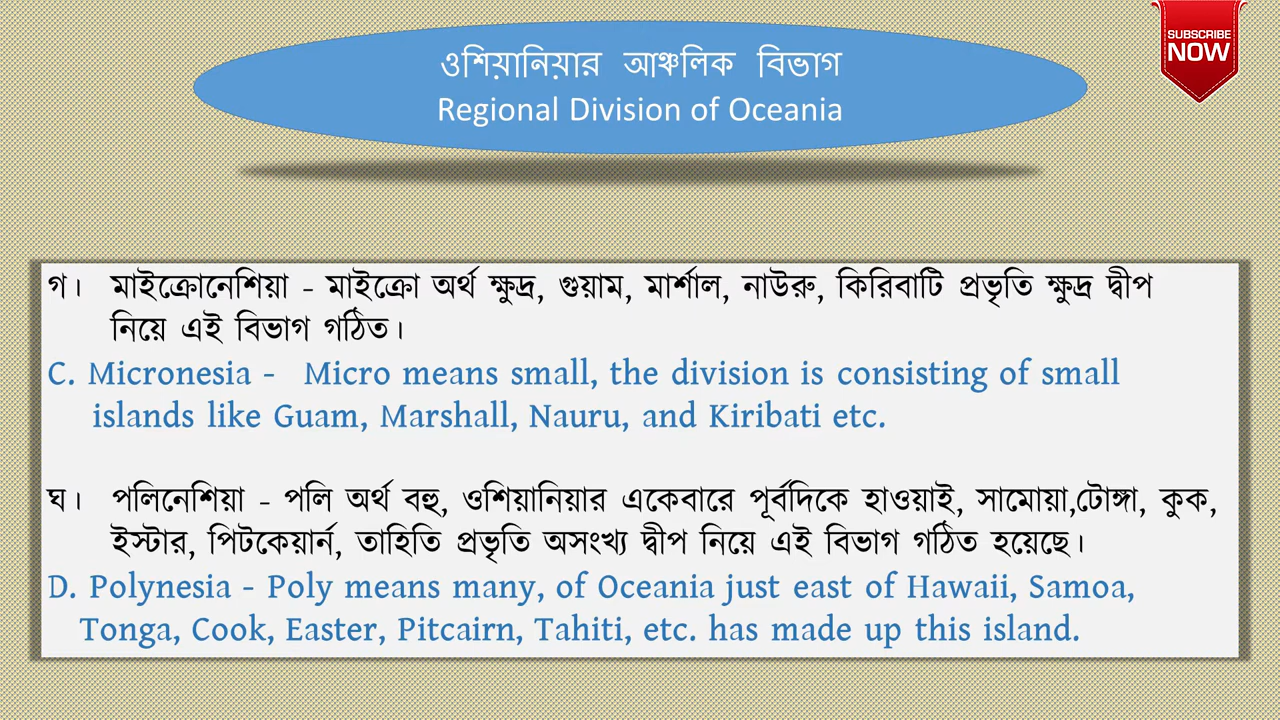 ওশিয়ানিয়ার আঞ্চলিক বিভাগ
Regional Division of Oceania
SUBSCRIBE
NOW
গ। মাইক্রোনেশিয়া - মাইক্রো অর্থ ক্ষুদ্র, গুয়াম, মার্শাল, নাউরু, কিরিবাটি প্রভৃতি ক্ষুদ্র দ্বীপ
নিয়ে এই বিভাগ গঠিত।
C. Micronesia - Micro means small, the division is consisting of small
islands like Guam, Marshall, Nauru, and Kiribati etc.
ঘ। পলিনেশিয়া - পলি অর্থ বহু, ওশিয়ানিয়ার একেবারে পূর্বদিকে হাওয়াই, সামোয়া,টোঙ্গা, কুক,
ইস্টার, পিটকেয়ার্ন, তাহিতি প্রভৃতি অসংখ্য দ্বীপ নিয়ে এই বিভাগ গঠিত হয়েছে।
D. Polynesia - Poly means many, of Oceania just east of Hawaii, Samoa,
Tonga, Cook, Easter, Pitcairn, Tahiti, etc. has made up this island.